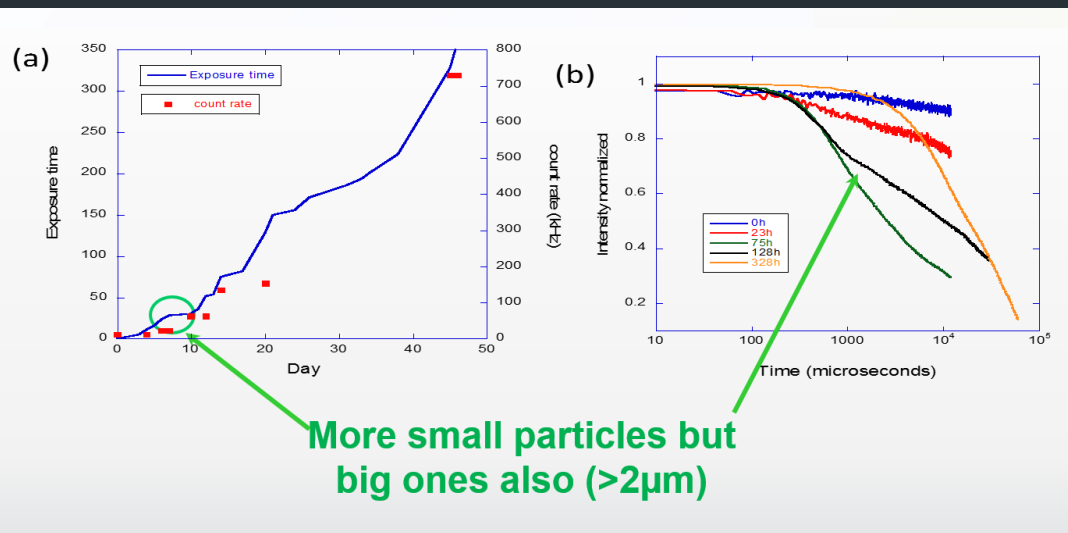 (a)
350
300
250
200
150
100
50
0
Exposure time
Exposure time
count rate
800
700
600
500
400
300
200
100
0
count rate (kHz)
0 10 20 30 40 50
Day
(b)
1
0.8
0.6
0.4
0.2
Intensity normalized
0h
23h
75h
128h
328h
10 100 1000 10⁴ 10⁵
Time (microseconds)
More small particles but
big ones also (>2µm)